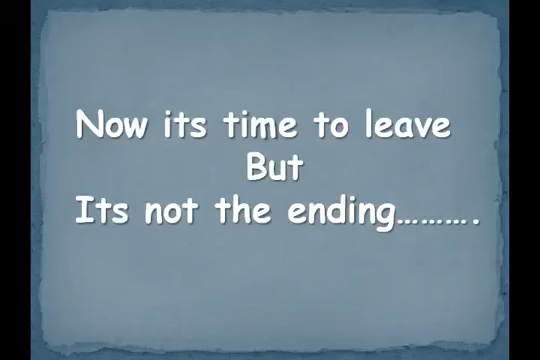 Now its time to leave
But
Its not the ending……….